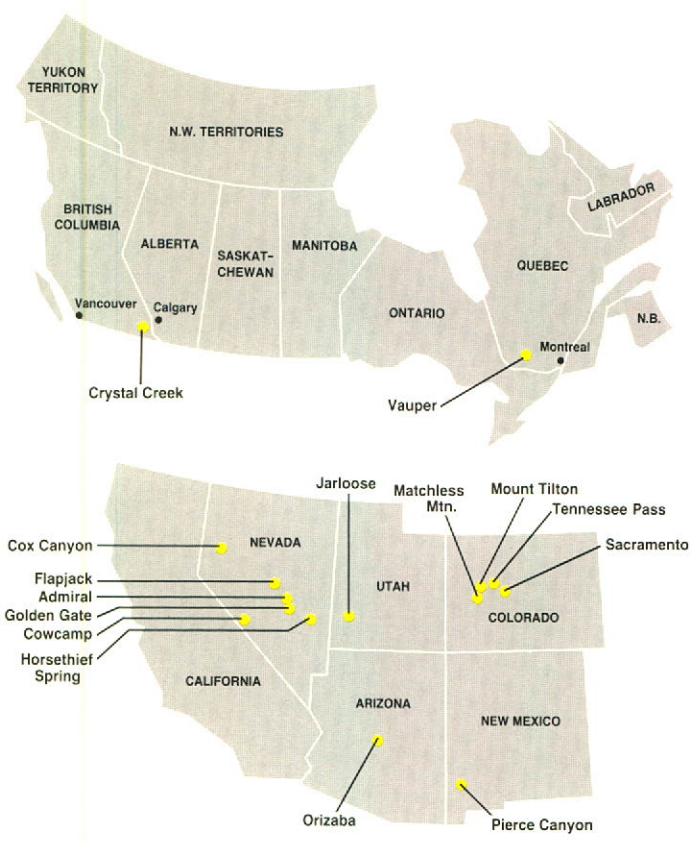 YUKON
TERRITORY
N.W. TERRITORIES
LABRADOR
BRITISH
COLUMBIA
ALBERTA
SASKAT-
CHEWAN
MANITOBA
QUEBEC
ONTARIO
N.B.
Vancouver
Calgary
Montreal
Crystal Creek
Vauper
Jarloose
Matchless
Mtn.
Mount Tilton
Tennessee Pass
Sacramento
Cox Canyon
NEVADA
Flapjack
Admiral
Golden Gate
Cowcamp
Horsethief
Spring
UTAH
COLORADO
CALIFORNIA
ARIZONA
NEW MEXICO
Orizaba
Pierce Canyon